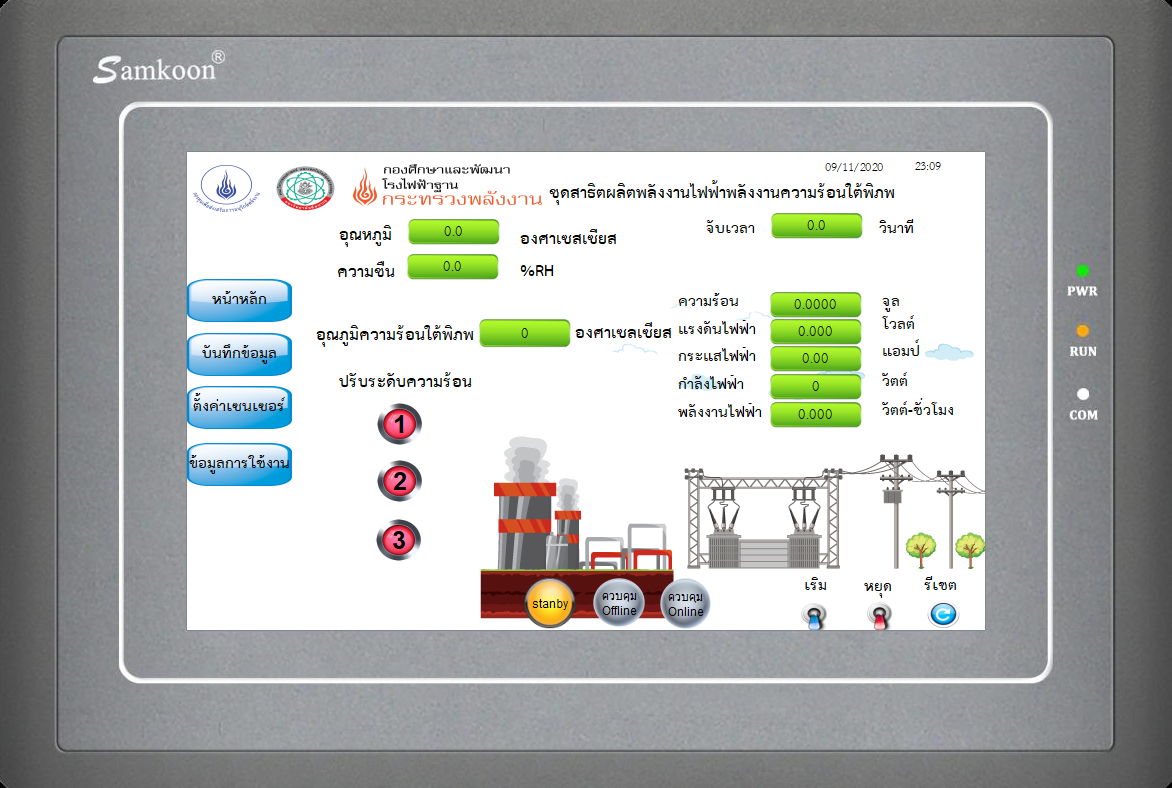 Samkoon®
09/11/2020 23:09
กองศึกษาและพัฒนา
โรงไฟฟ้าฐาน
กระทรวงพลังงาน
ชุดสาธิตผลิตพลังงานไฟฟ้าพลังงานความร้อนใต้พิภพ
อุณหภูมิ 0.0 องศาเซสเซียส
จับเวลา 0.0 วินาที
ความชืน 0.0 %RH
หน้าหลัก
บันทึกข้อมูล
ตั้งค่าเซนเซอร์
ข้อมูลการใช้งาน
อุณภูมิความร้อนใต้พิภพ 0 องศาเซลเซียส
ปรับระดับความร้อน
1
2
3
ความร้อน 0.0000 จูล
แรงดันไฟฟ้า 0.000 โวลต์
กระแสไฟฟ้า 0.00 แอมป์
กำลังไฟฟ้า 0 วัตต์
พลังงานไฟฟ้า 0.000 วัตต์-ชั่วโมง
stanby
ควบคุม
Offline
ควบคุม
Online
เริ่ม หยุด รีเซต
PWR
RUN
COM